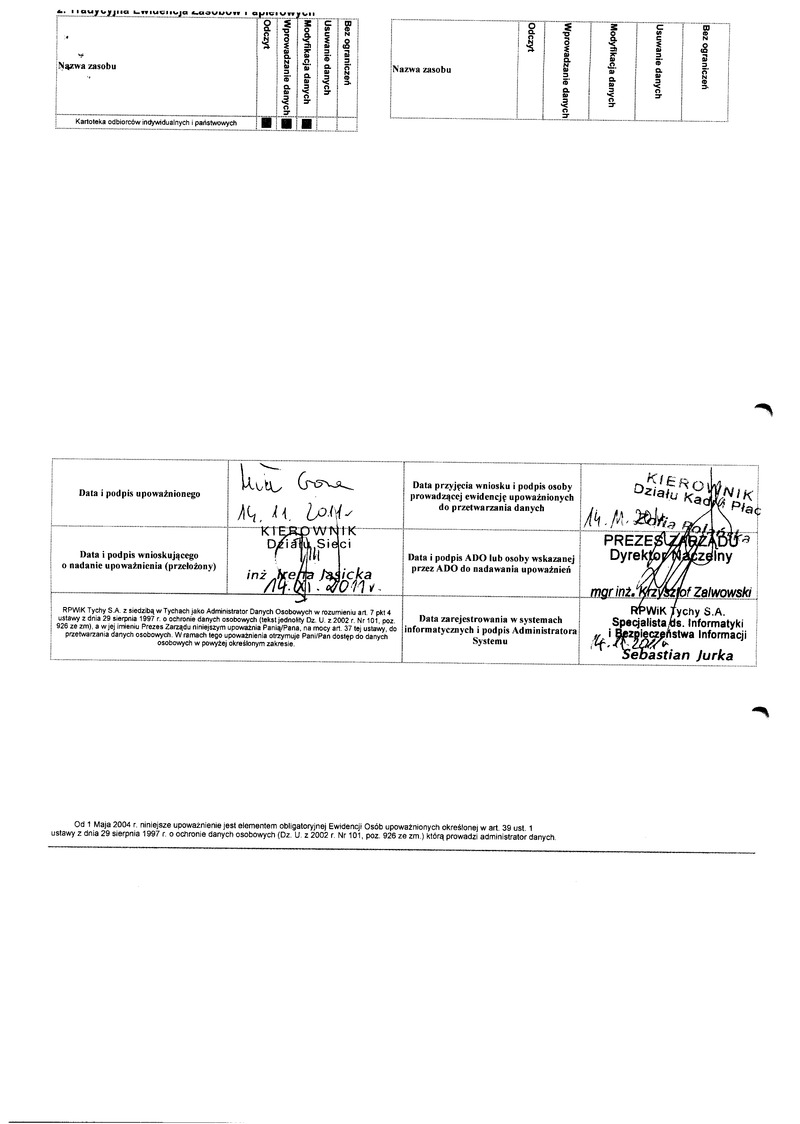 2. Tradycyjna Ewidencja Zasobów Papierowych
Nazwa zasobu
Odczyt
Wprowadzanie danych
Modyfikacja danych
Usuwanie danych
Bez ograniczeń
Kartoteka odbiorców indywidualnych i państwowych
Nazwa zasobu
Odczyt
Wprowadzanie danych
Modyfikacja danych
Usuwanie danych
Bez ograniczeń
Data i podpis upoważnionego
14. 11. 2011r
Data przyjęcia wniosku i podpis osoby
prowadzącej ewidencję upoważnionych
do przetwarzania danych
KIEROWNIK
Działu Kadr i Płac
14. 11. 2011
Zofia
Data i podpis wnioskującego
o nadanie upoważnienia (przełożony)
KIEROWNIK
Działu Sieci
inż Irena Jasicka
14.XI.2011r.
Data i podpis ADO lub osoby wskazanej
przez ADO do nadawania upoważnień
PREZES ZARZĄDU
Dyrektor Naczelny
mgr inż. Krzysztof Zalwowski
RPWiK Tychy S.A. z siedzibą w Tychach jako Administrator Danych Osobowych w rozumieniu art. 7 pkt 4
ustawy z dnia 29 sierpnia 1997 r. o ochronie danych osobowych (tekst jednolity Dz. U. z 2002 r. Nr 101, poz.
926 ze zm), a w jej imieniu Prezes Zarządu niniejszym upoważnia Panią/Pana, na mocy art. 37 tej ustawy, do
przetwarzania danych osobowych. W ramach tego upoważnienia otrzymuje Pani/Pan dostęp do danych
osobowych w powyżej określonym zakresie.
Data zarejestrowania w systemach
informatycznych i podpis Administratora
Systemu
RPWiK Tychy S.A.
Specjalista ds. Informatyki
i Bezpieczeństwa Informacji
14.11.2011r
Sebastian Jurka
Od 1 Maja 2004 r. niniejsze upoważnienie jest elementem obligatoryjnej Ewidencji Osób upoważnionych określonej w art. 39 ust. 1
ustawy z dnia 29 sierpnia 1997 r. o ochronie danych osobowych (Dz. U. z 2002 r. Nr 101, poz. 926 ze zm.) którą prowadzi administrator danych.